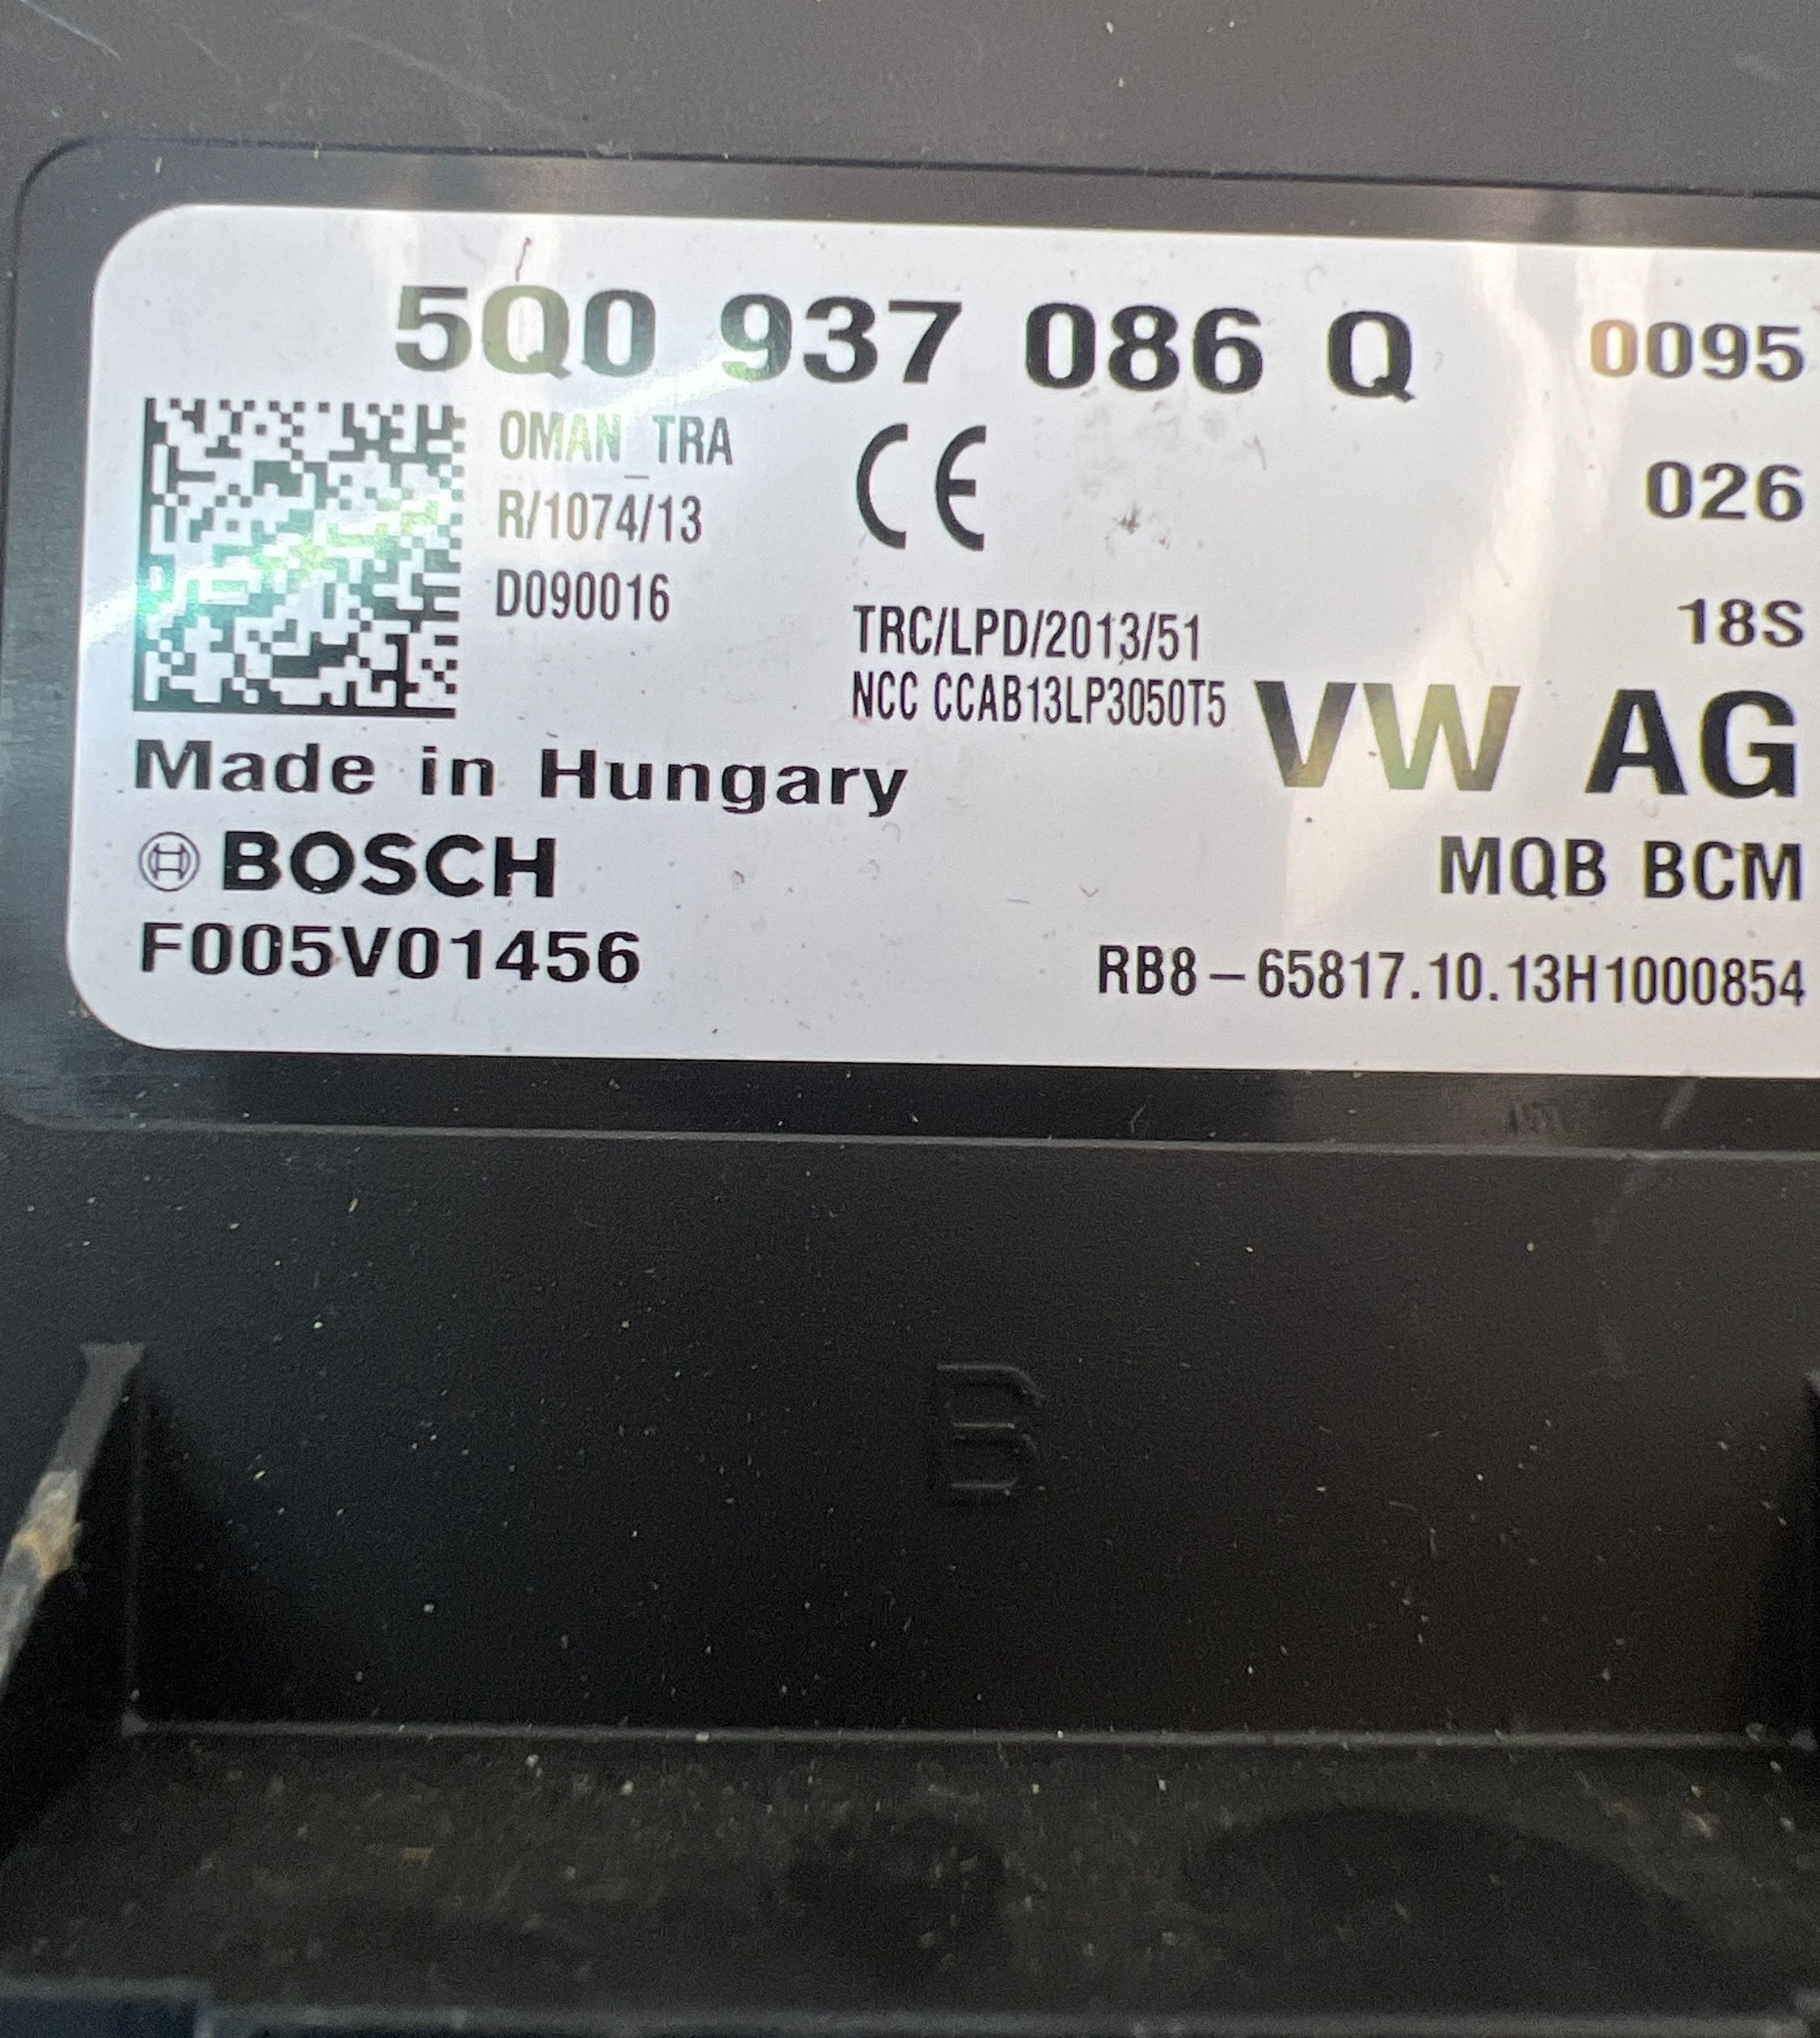 5Q0 937 086 Q 0095
OMAN_TRA
R/1074/13
D090016
CE
026
18S
TRC/LPD/2013/51
NCC CCAB13LP3050T5
VW AG
Made in Hungary
BOSCH
MQB BCM
F005V01456
RB8-65817.10.13H1000854
B